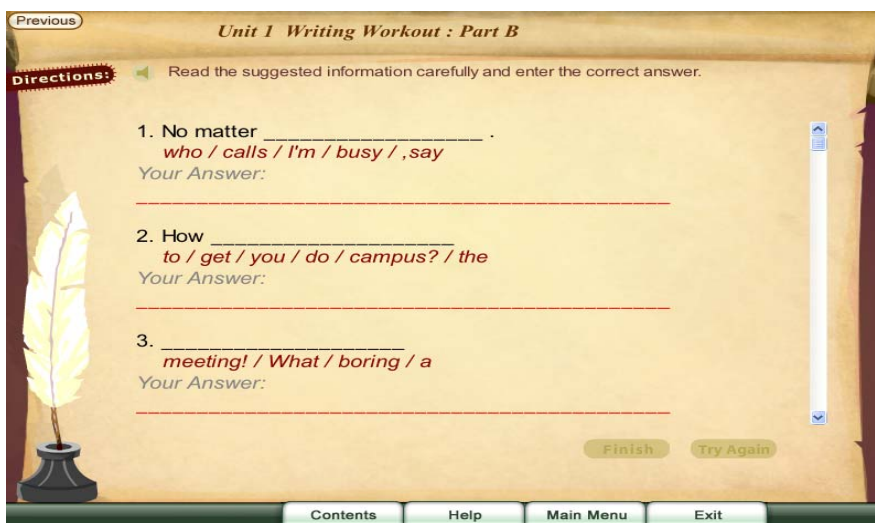 Previous
Unit 1 Writing Workout : Part B
Directions:
Read the suggested information carefully and enter the correct answer.
1. No matter __________________ .
who / calls / I'm / busy / ,say
Your Answer:
2. How ____________________
to / get / you / do / campus? / the
Your Answer:
3. ____________________
meeting! / What / boring / a
Your Answer:
Finish Try Again
Contents Help Main Menu Exit